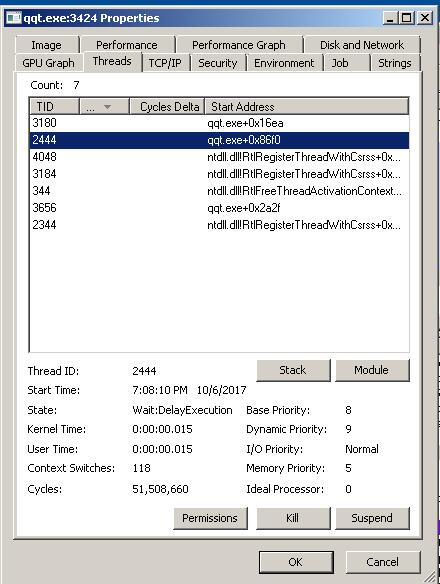 qqt.exe:3424 Properties
Image Performance Performance Graph Disk and Network
GPU Graph Threads TCP/IP Security Environment Job Strings
Count: 7
TID ... Cycles Delta Start Address
3180 qqt.exe+0x16ea
2444 qqt.exe+0x86f0
4048 ntdll.dll!RtlRegisterThreadWithCsrss+0x...
3184 ntdll.dll!RtlRegisterThreadWithCsrss+0x...
344 ntdll.dll!RtlFreeThreadActivationContext...
3656 qqt.exe+0x2a2f
2344 ntdll.dll!RtlRegisterThreadWithCsrss+0x...
Thread ID: 2444 Stack Module
Start Time: 7:08:10 PM 10/6/2017
State: Wait:DelayExecution Base Priority: 8
Kernel Time: 0:00:00.015 Dynamic Priority: 9
User Time: 0:00:00.015 I/O Priority: Normal
Context Switches: 118 Memory Priority: 5
Cycles: 51,508,660 Ideal Processor: 0
Permissions Kill Suspend
OK Cancel